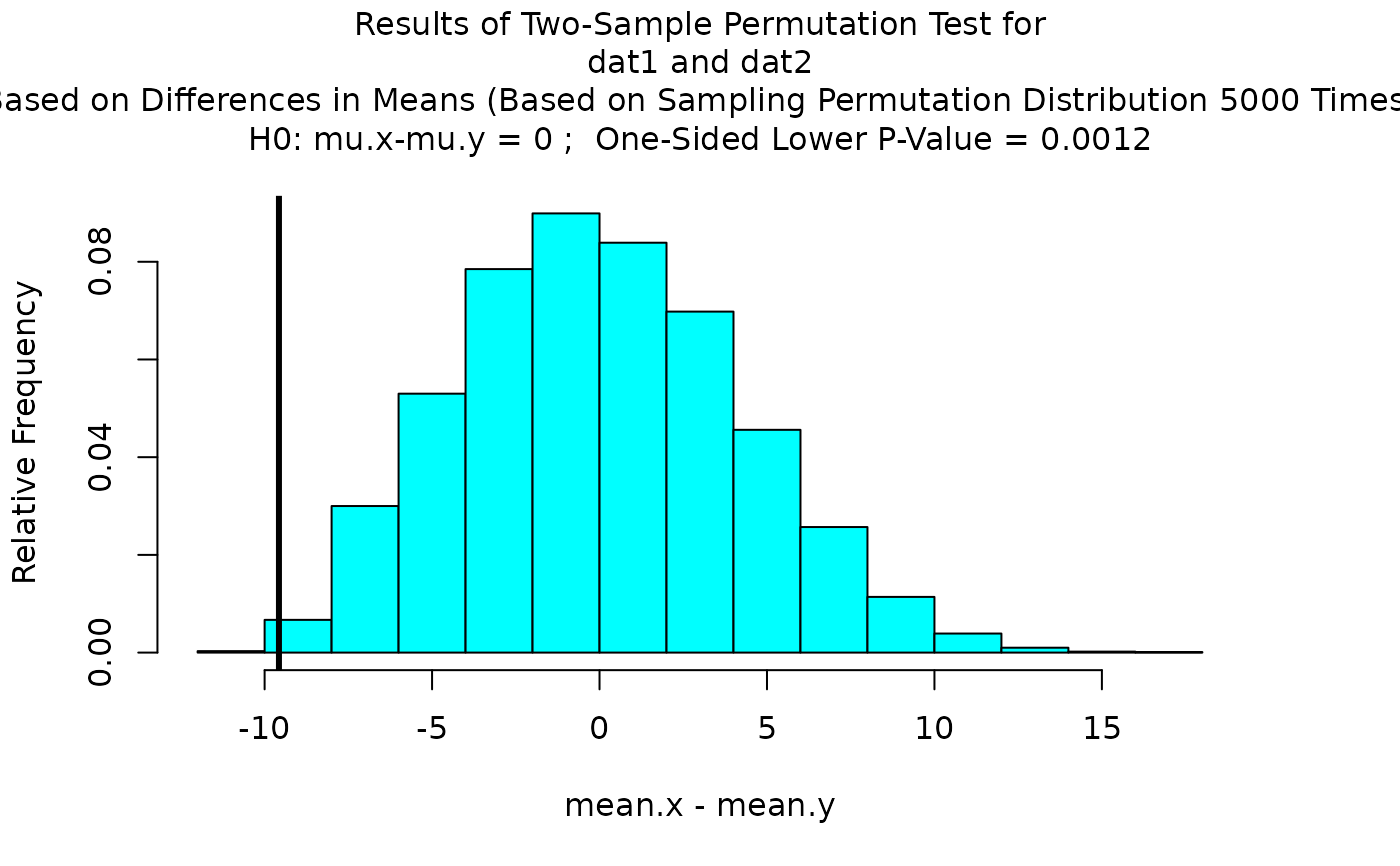 Results of Two-Sample Permutation Test for
dat1 and dat2
Based on Differences in Means (Based on Sampling Permutation Distribution 5000 Times
H0: mu.x-mu.y = 0 ;  One-Sided Lower P-Value = 0.0012
Relative Frequency
0.08
0.04
0.00
-10 -5 0 5 10 15
mean.x - mean.y